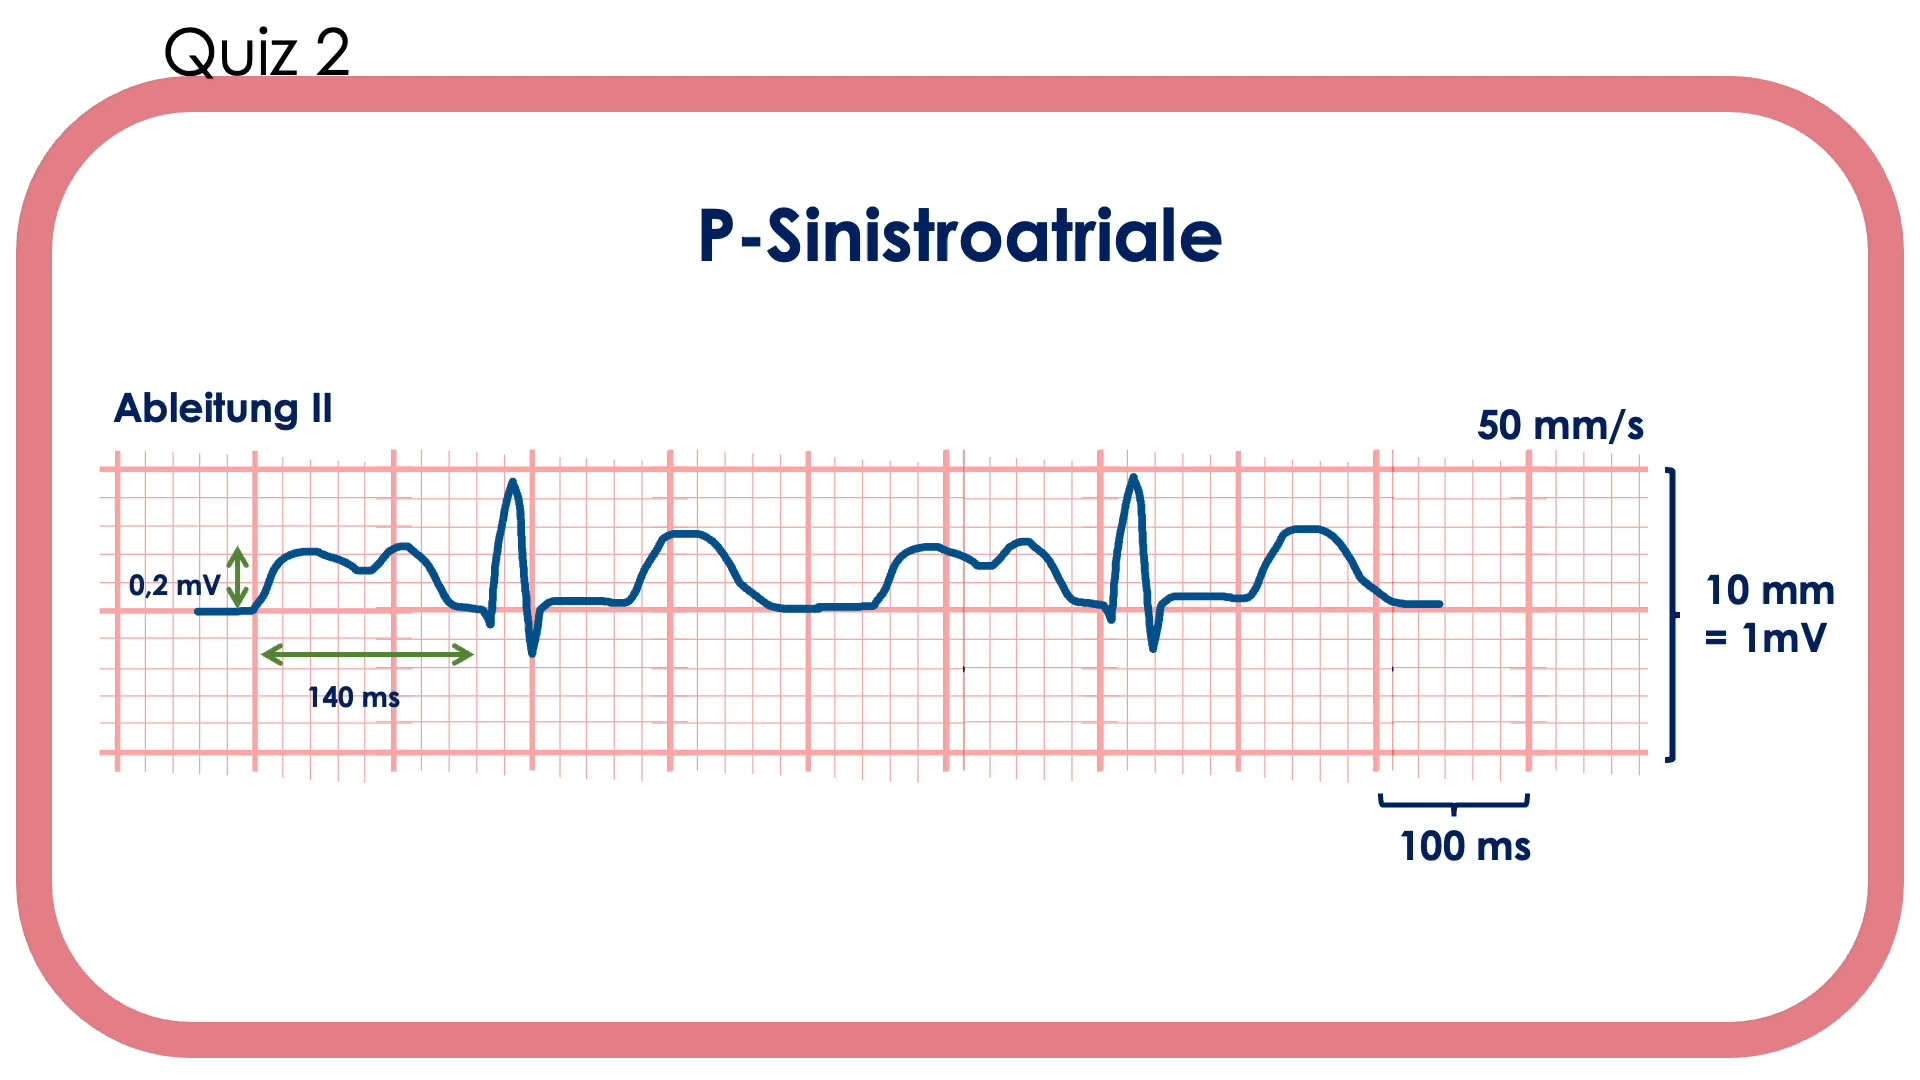 Quiz 2
P-Sinistroatriale
Ableitung II
50 mm/s
0,2 mV
140 ms
10 mm
= 1mV
100 ms